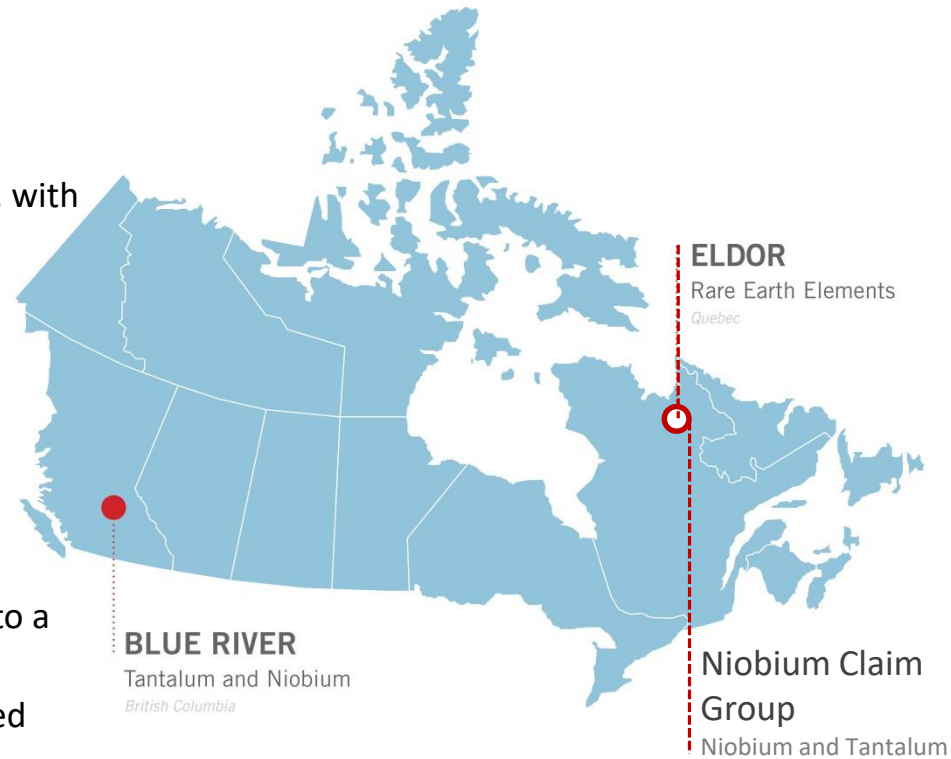 with
ELDOR
Rare Earth Elements
Quebec
to a
BLUE RIVER
Tantalum and Niobium
British Columbia
ed
Niobium Claim
Group
Niobium and Tantalum